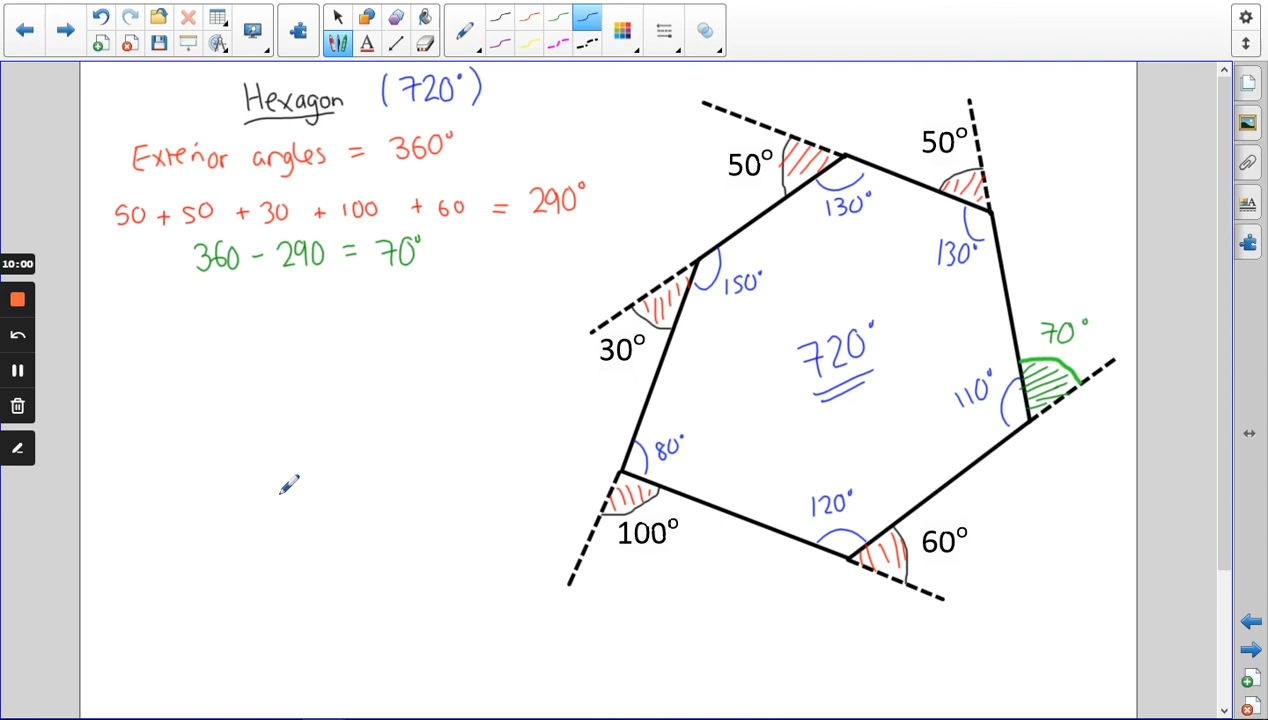 Hexagon (720°)
Exterior angles = 360°
50 + 50 + 30 + 100 + 60 = 290°
360 - 290 = 70°
10:00
50°
50°
130°
130°
150°
30°
720°
70°
110°
80°
120°
100°
60°
A
A